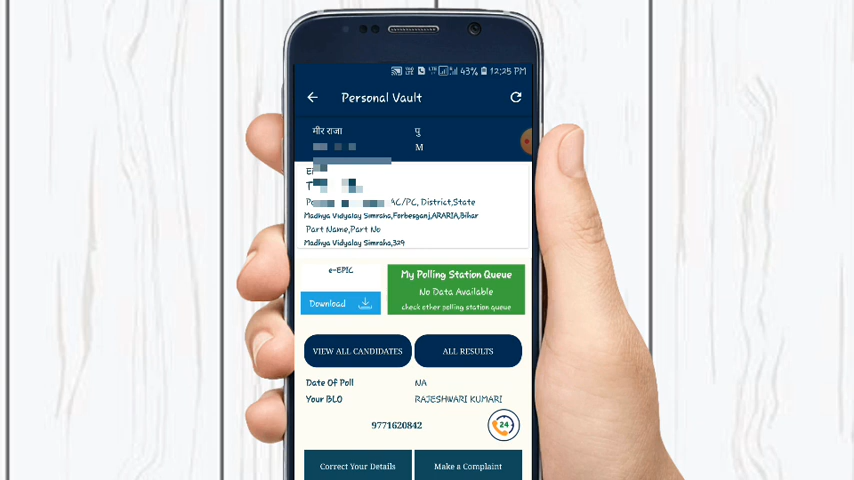 43% 12:25 PM
Personal Vault
मीर राजा पु
M
AC/PC, District,State
Madhya Vidyalay Simraha,Forbesganj,ARARIA,Bihar
Part Name,Part No
Madhya Vidyalay Simraha,329
e-EPIC
Download
My Polling Station Queue
No Data Available
check other polling station queue
VIEW ALL CANDIDATES ALL RESULTS
Date Of Poll NA
Your BLO RAJESHWARI KUMARI
9771620842 24
Correct Your Details Make a Complaint